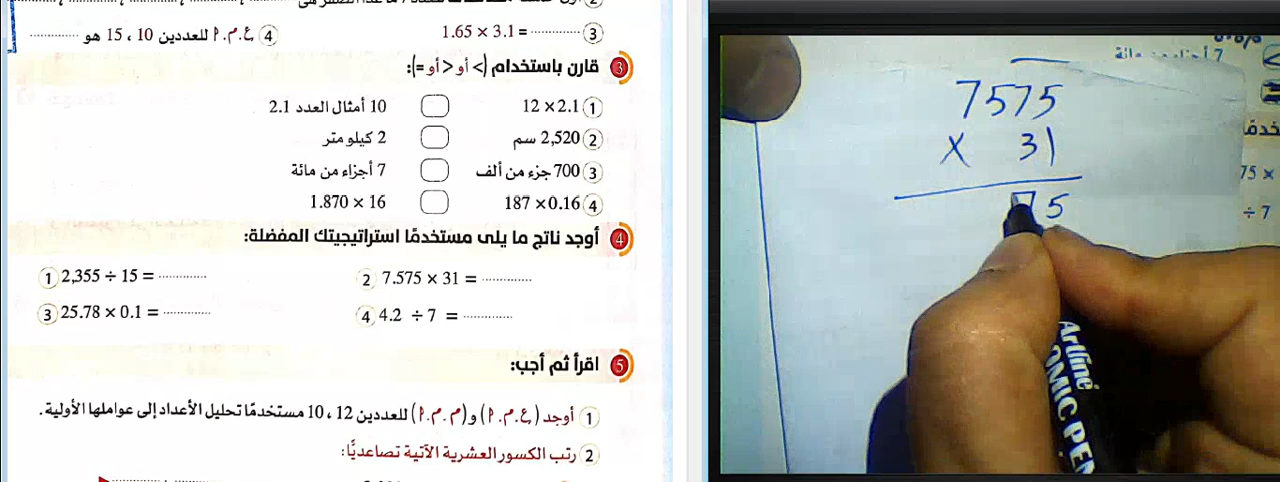 3 1.65 × 3.1 = ............
4 ع.م.أ للعددين 10 ، 15 هو ............
3 قارن باستخدام (> أو < أو =):
1 12 × 2.1 10 أمثال العدد 2.1
2 2,520 سم 2 كيلو متر
3 700 جزء من ألف 7 أجزاء من مائة
4 187 × 0.16 1.870 × 16
4 أوجد ناتج ما يلى مستخدمًا استراتيجيتك المفضلة:
1 2,355 ÷ 15 = ............
2 7.575 × 31 = ............
3 25.78 × 0.1 = ............
4 4.2 ÷ 7 = ............
5 اقرأ ثم أجب:
1 أوجد (ع.م.أ) و (م.م.أ) للعددين 12 ، 10 مستخدمًا تحليل الأعداد إلى عواملها الأولية.
2 رتب الكسور العشرية الآتية تصاعديًّا:
7575
× 31
75
75 ×
÷ 7
Artline